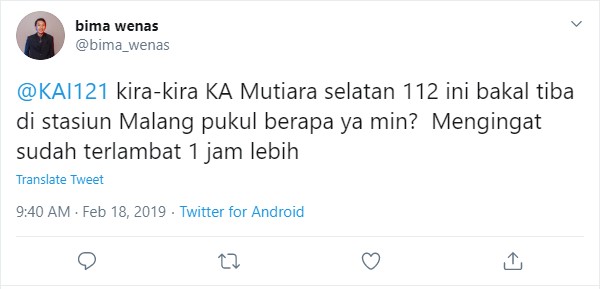 bima wenas
@bima_wenas
@KAI121 kira-kira KA Mutiara selatan 112 ini bakal tiba
di stasiun Malang pukul berapa ya min?  Mengingat
sudah terlambat 1 jam lebih
Translate Tweet
9:40 AM · Feb 18, 2019 · Twitter for Android